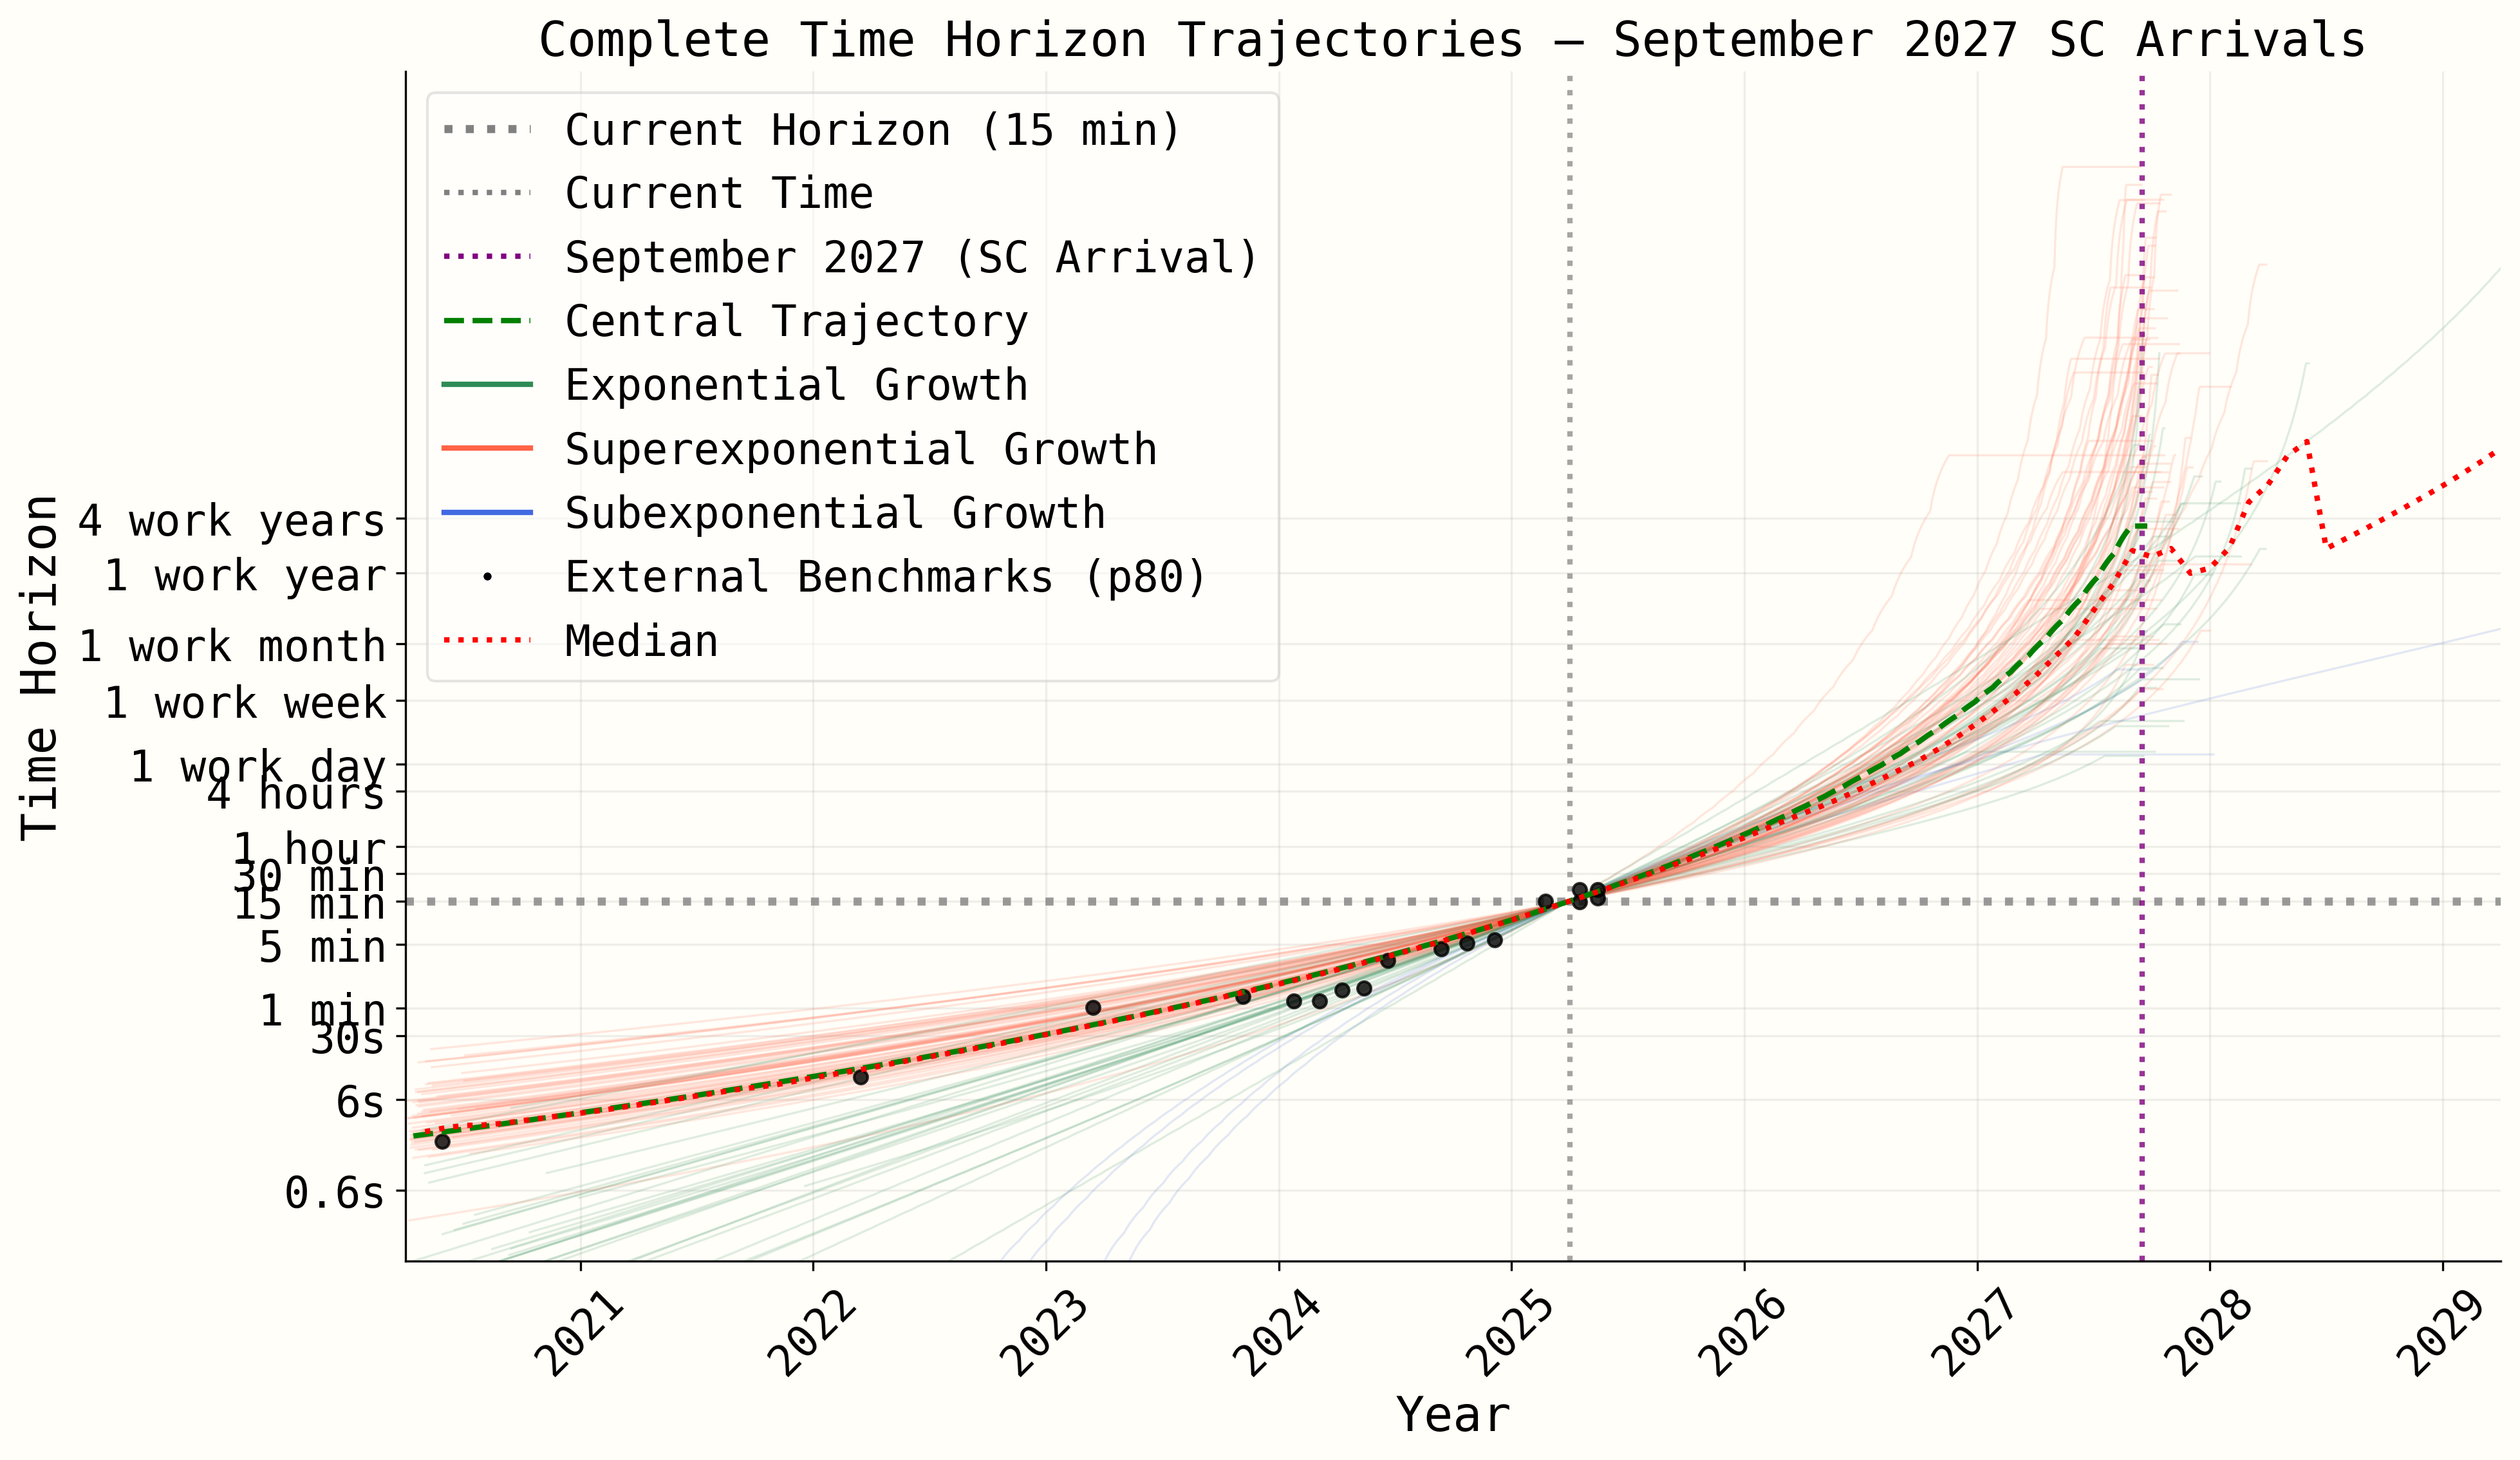 Complete Time Horizon Trajectories – September 2027 SC Arrivals
Current Horizon (15 min)
Current Time
September 2027 (SC Arrival)
Central Trajectory
Exponential Growth
Superexponential Growth
Subexponential Growth
External Benchmarks (p80)
Median
Time Horizon
4 work years
1 work year
1 work month
1 work week
1 work day
4 hours
1 hour
30 min
15 min
5 min
1 min
30s
6s
0.6s
2021
2022
2023
2024
2025
2026
2027
2028
2029
Year